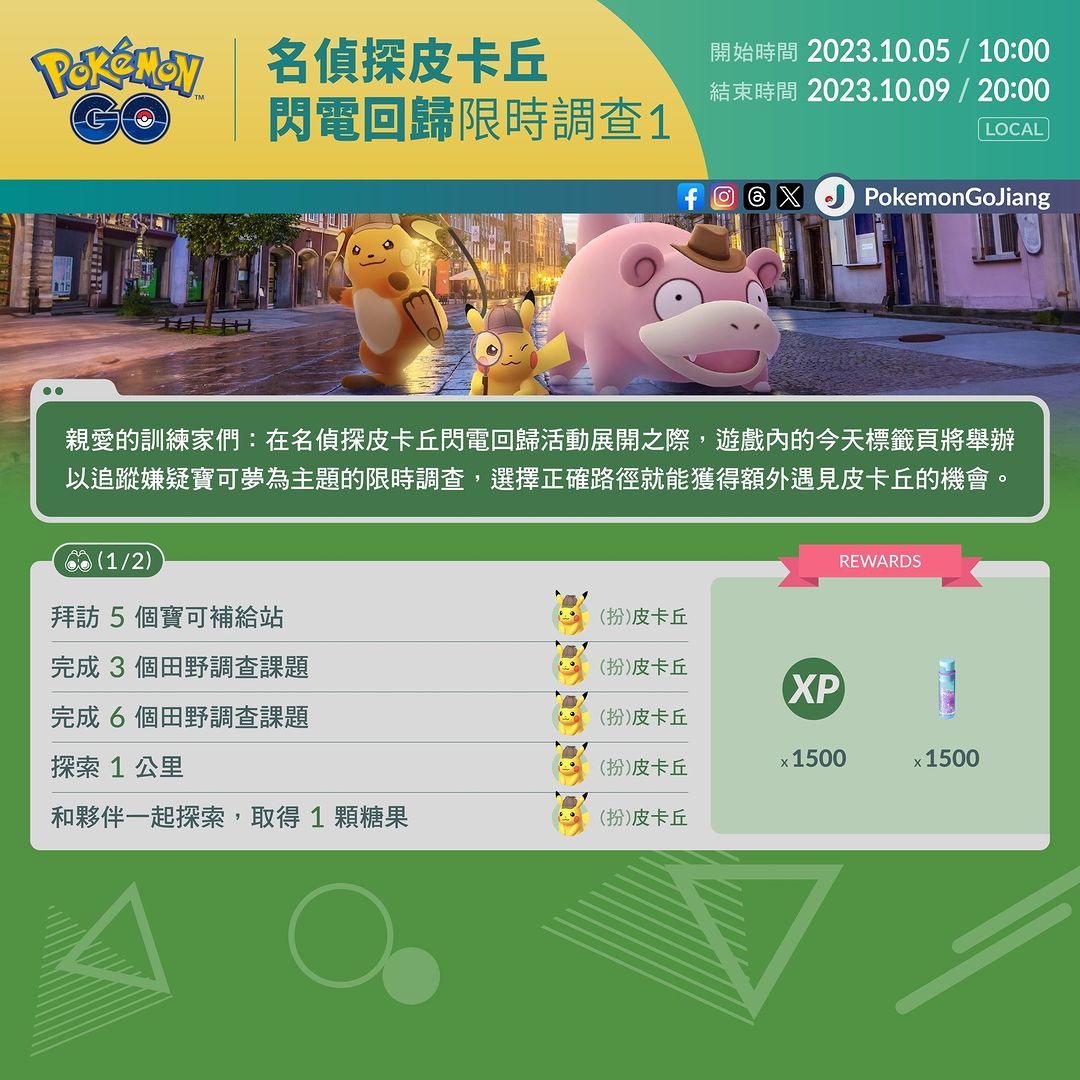 POKéMON
GO
TM
名偵探皮卡丘
閃電回歸限時調查1
開始時間 2023.10.05 / 10:00
結束時間 2023.10.09 / 20:00
LOCAL
PokemonGoJiang
親愛的訓練家們：在名偵探皮卡丘閃電回歸活動展開之際，遊戲內的今天標籤頁將舉辦
以追蹤嫌疑寶可夢為主題的限時調查，選擇正確路徑就能獲得額外遇見皮卡丘的機會。
(1/2)
REWARDS
拜訪 5 個寶可補給站 (扮)皮卡丘
完成 3 個田野調查課題 (扮)皮卡丘
完成 6 個田野調查課題 (扮)皮卡丘
探索 1 公里 (扮)皮卡丘
和夥伴一起探索，取得 1 顆糖果 (扮)皮卡丘
XP
x 1500
x 1500